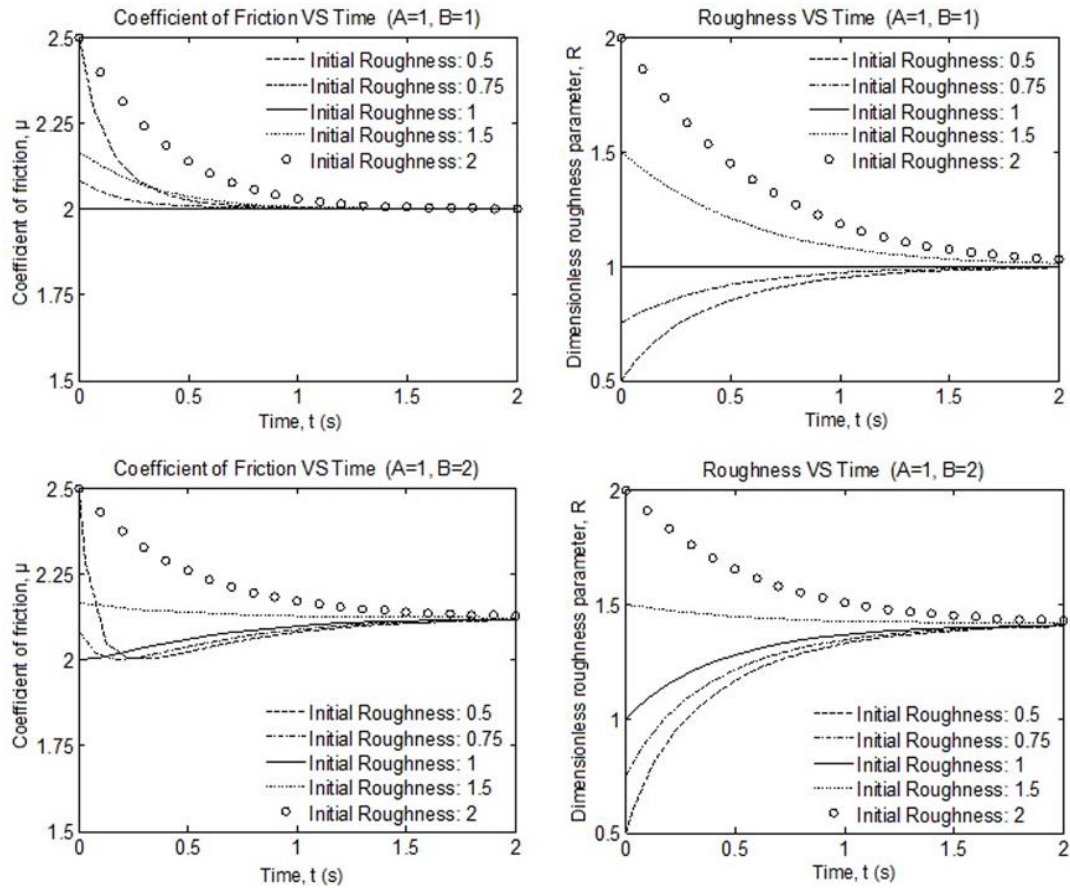 Coefficient of Friction VS Time (A=1, B=1)
2.5
2.25
2
1.75
1.5
Coefficient of friction, µ
Initial Roughness: 0.5
Initial Roughness: 0.75
Initial Roughness: 1
Initial Roughness: 1.5
Initial Roughness: 2
0 0.5 1 1.5 2
Time, t (s)
Roughness VS Time (A=1, B=1)
2
1.5
1
0.5
Dimensionless roughness parameter, R
Initial Roughness: 0.5
Initial Roughness: 0.75
Initial Roughness: 1
Initial Roughness: 1.5
Initial Roughness: 2
0 0.5 1 1.5 2
Time, t (s)
Coefficient of Friction VS Time (A=1, B=2)
2.5
2.25
2
1.75
1.5
Coefficient of friction, µ
Initial Roughness: 0.5
Initial Roughness: 0.75
Initial Roughness: 1
Initial Roughness: 1.5
Initial Roughness: 2
0 0.5 1 1.5 2
Time, t (s)
Roughness VS Time (A=1, B=2)
2
1.5
1
0.5
Dimensionless roughness parameter, R
Initial Roughness: 0.5
Initial Roughness: 0.75
Initial Roughness: 1
Initial Roughness: 1.5
Initial Roughness: 2
0 0.5 1 1.5 2
Time, t (s)